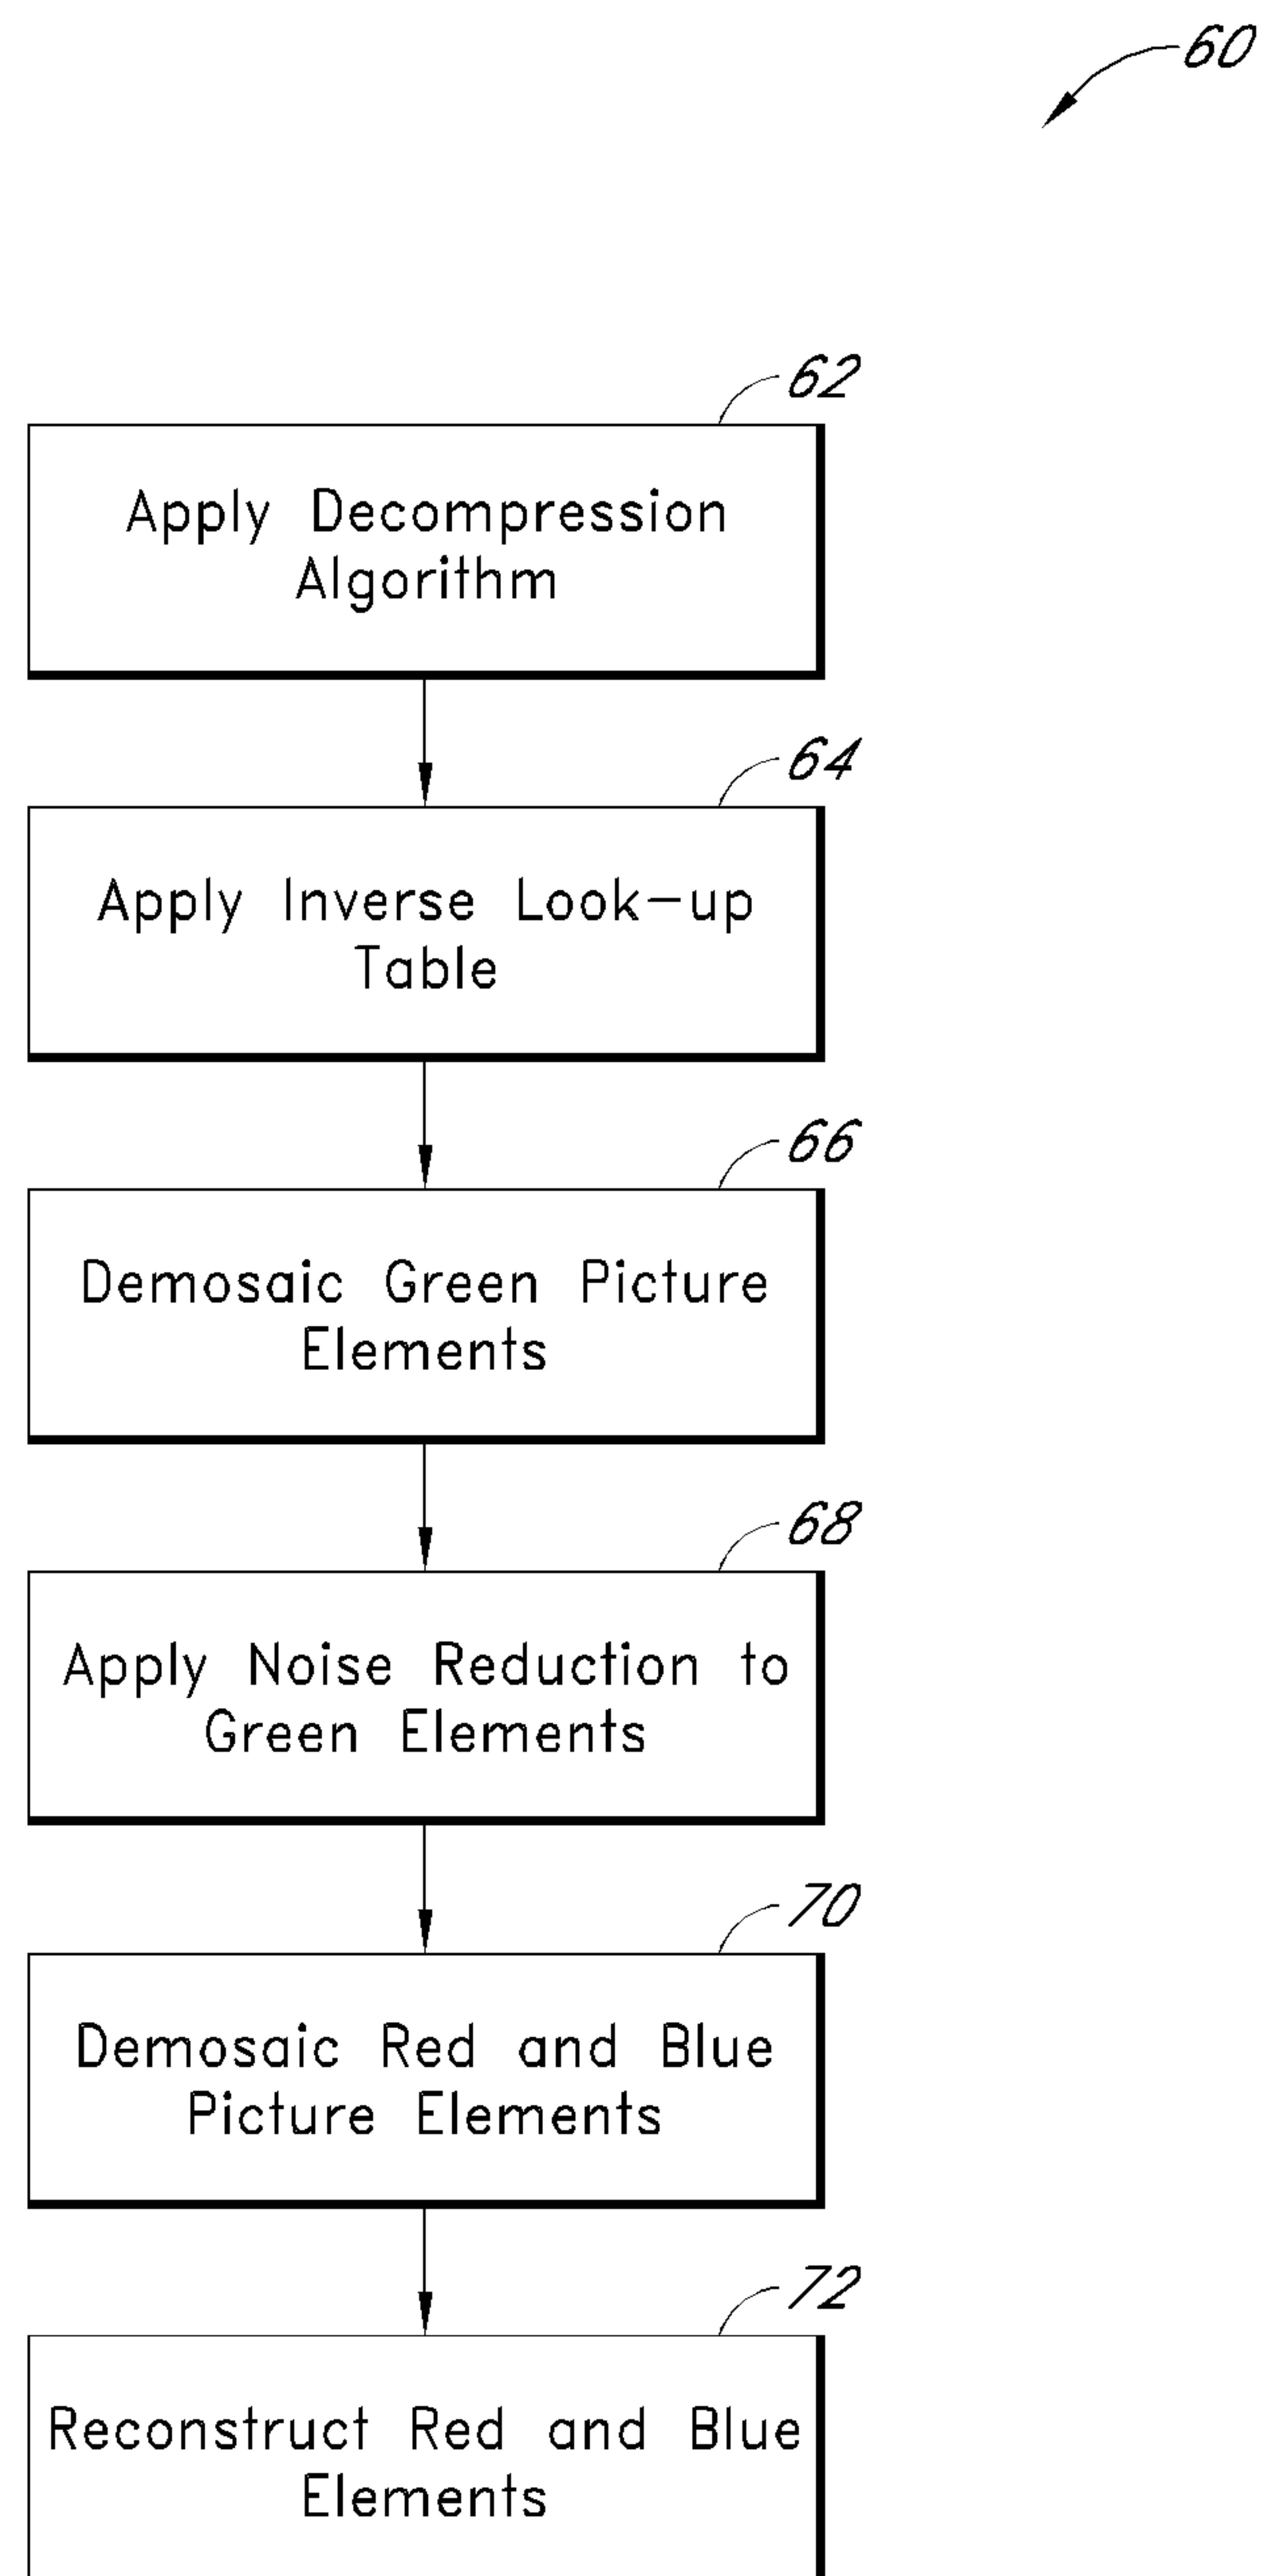 60
62
Apply Decompression
Algorithm
64
Apply Inverse Look-up
Table
66
Demosaic Green Picture
Elements
68
Apply Noise Reduction to
Green Elements
70
Demosaic Red and Blue
Picture Elements
72
Reconstruct Red and Blue
Elements